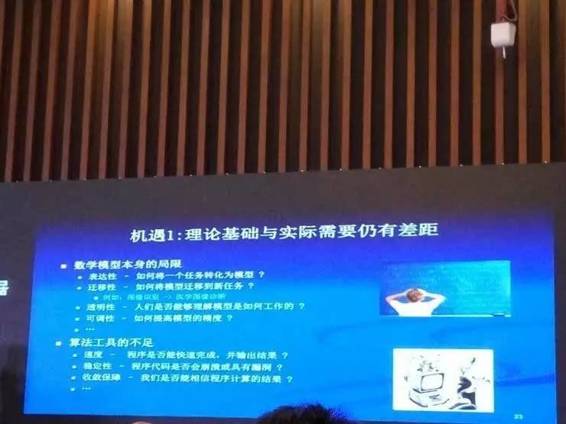 机遇1:理论基础与实际需要仍有差距
数学模型本身的局限
表达性 - 如何将一个任务转化为模型？
迁移性 - 如何将模型迁移到新任务？
例如：图像识别 -> 医学图像诊断
透明性 - 人们是否能够理解模型是如何工作的？
可调性 - 如何提高模型的精度？
…
算法工具的不足
速度 - 程序是否能快速完成，并输出结果？
稳定性 - 程序代码是否会崩溃或具有漏洞？
收敛保障 - 我们是否能相信程序计算的结果？
…
23